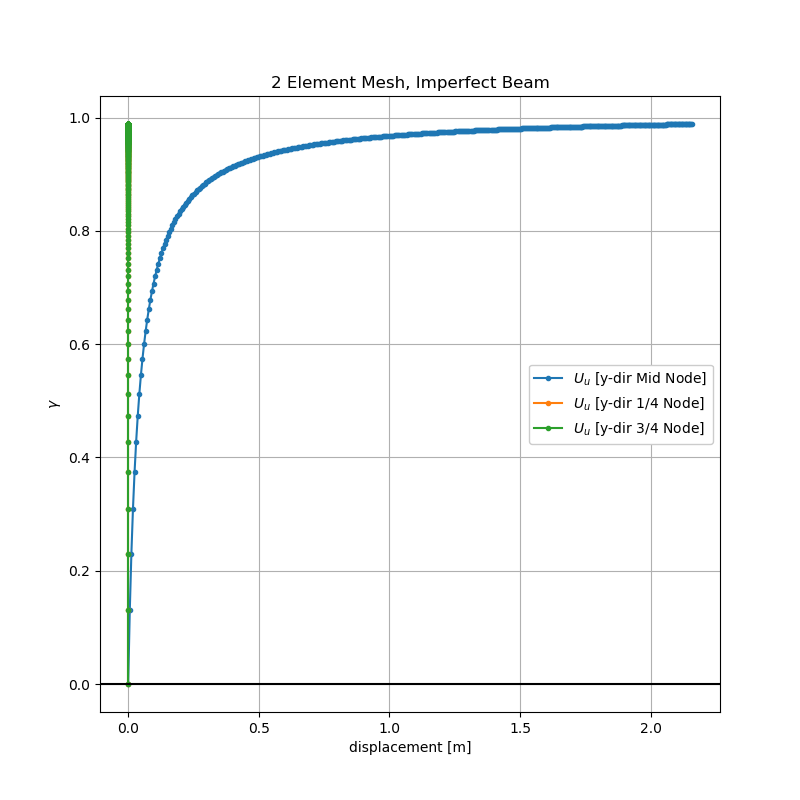 2 Element Mesh, Imperfect Beam
1.0
0.8
0.6
0.4
0.2
0.0
γ
U_u [y-dir Mid Node]
U_u [y-dir 1/4 Node]
U_u [y-dir 3/4 Node]
0.0 0.5 1.0 1.5 2.0
displacement [m]